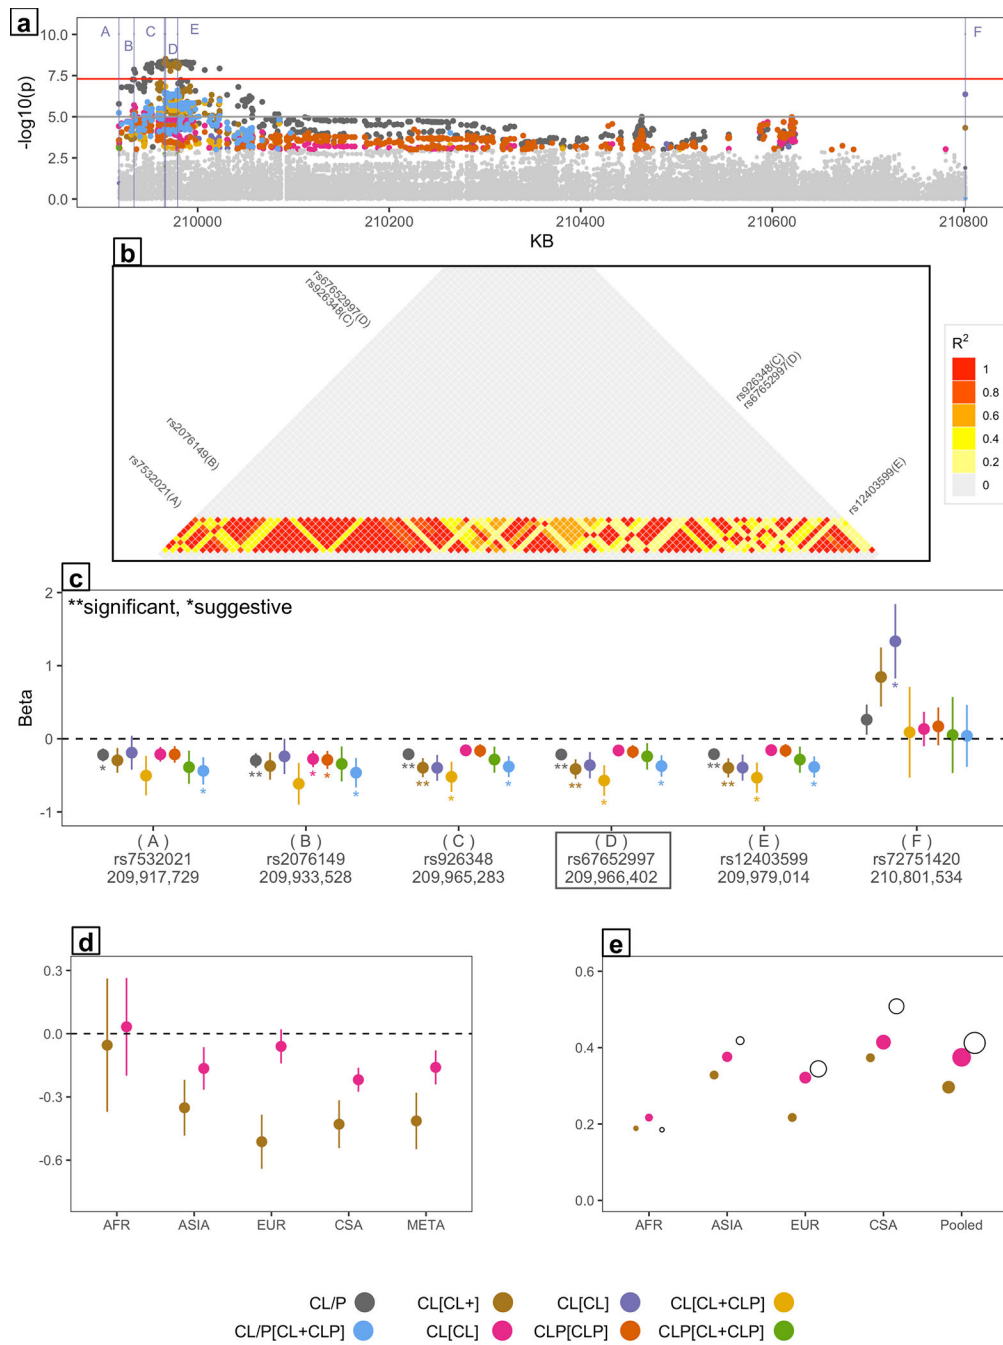 a
A
B
C
D
E
F
10.0
7.5
5.0
2.5
0.0
-log10(p)
210000
210200
210400
210600
210800
KB
b
rs67652997(D)
rs926348(C)
rs2076149(B)
rs7532021(A)
rs926348(C)
rs67652997(D)
rs12403599(E)
R2
1
0.8
0.6
0.4
0.2
0
c
**significant, *suggestive
2
1
0
-1
Beta
*
*
**
*
*
*
**
**
*
*
**
**
*
*
**
**
*
*
*
( A )
rs7532021
209,917,729
( B )
rs2076149
209,933,528
( C )
rs926348
209,965,283
( D )
rs67652997
209,966,402
( E )
rs12403599
209,979,014
( F )
rs72751420
210,801,534
d
0.3
0.0
-0.3
-0.6
AFR
ASIA
EUR
CSA
META
e
0.6
0.4
0.2
0.0
AFR
ASIA
EUR
CSA
Pooled
CL/P
CL[CL+]
CL[CL]
CL[CL+CLP]
CL/P[CL+CLP]
CL[CL]
CLP[CLP]
CLP[CL+CLP]